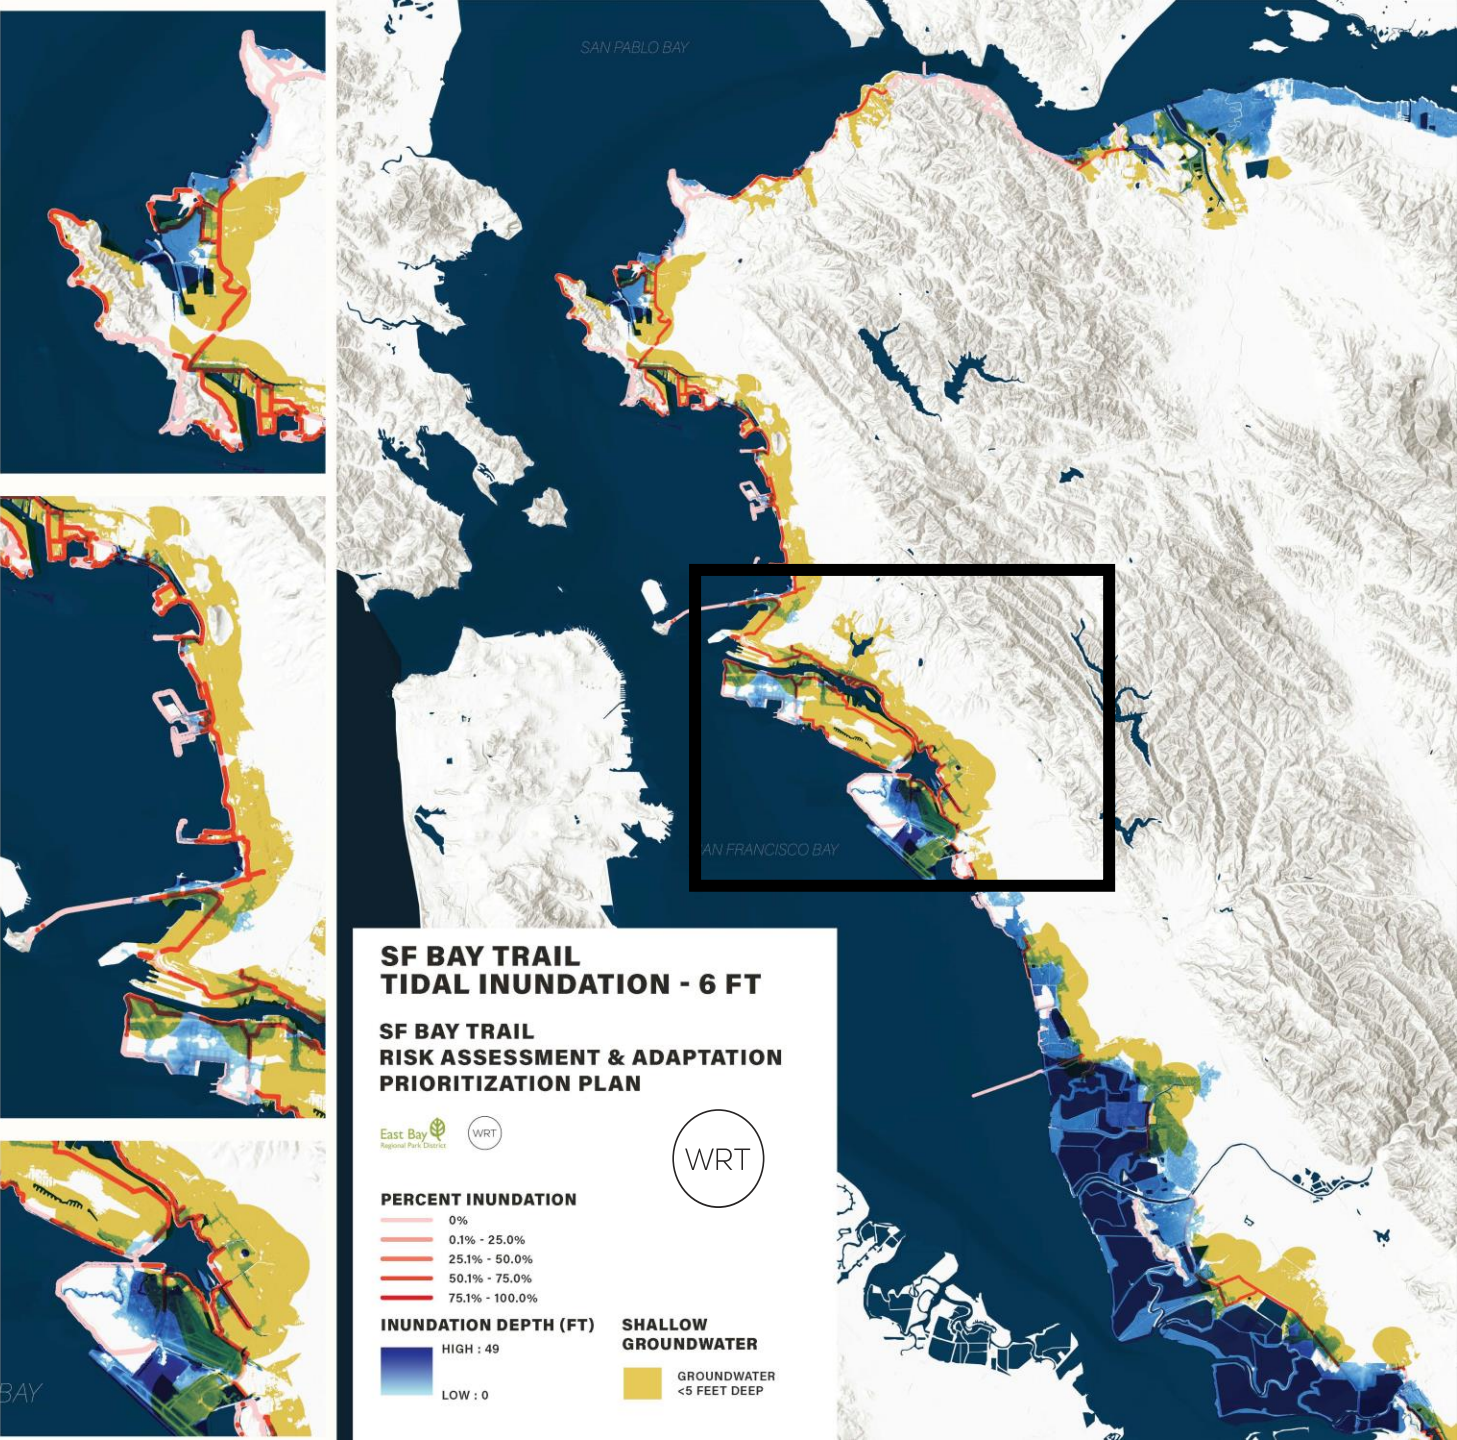 SAN PABLO BAY
AN FRANCISCO BAY
BAY
SF BAY TRAIL
TIDAL INUNDATION - 6 FT
SF BAY TRAIL
RISK ASSESSMENT & ADAPTATION
PRIORITIZATION PLAN
East Bay
Regional Park District
WRT
WRT
PERCENT INUNDATION
0%
0.1% - 25.0%
25.1% - 50.0%
50.1% - 75.0%
75.1% - 100.0%
INUNDATION DEPTH (FT)
HIGH : 49
LOW : 0
SHALLOW
GROUNDWATER
GROUNDWATER
<5 FEET DEEP